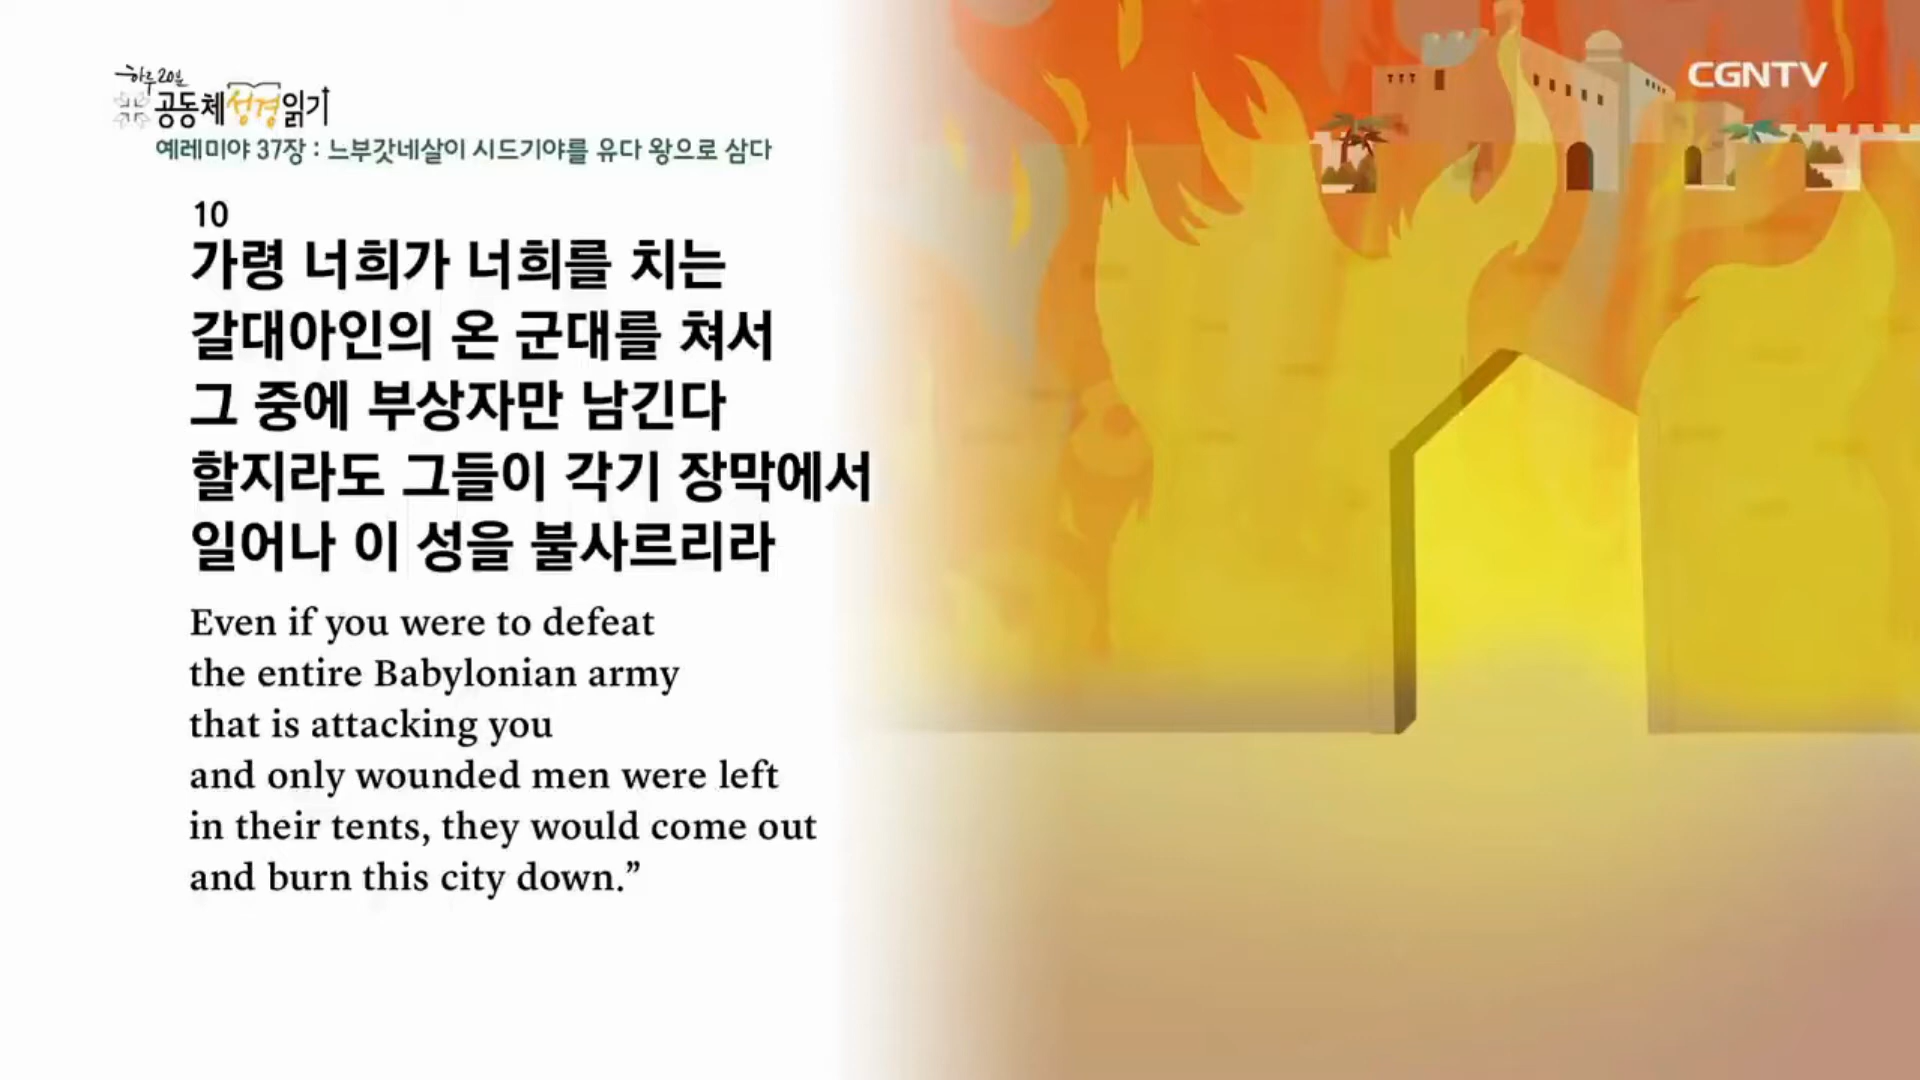 하루 20분
공동체성경읽기
CGNTV
예레미야 37장 : 느부갓네살이 시드기야를 유다 왕으로 삼다
10
가령 너희가 너희를 치는
갈대아인의 온 군대를 쳐서
그 중에 부상자만 남긴다
할지라도 그들이 각기 장막에서
일어나 이 성을 불사르리라
Even if you were to defeat
the entire Babylonian army
that is attacking you
and only wounded men were left
in their tents, they would come out
and burn this city down.”